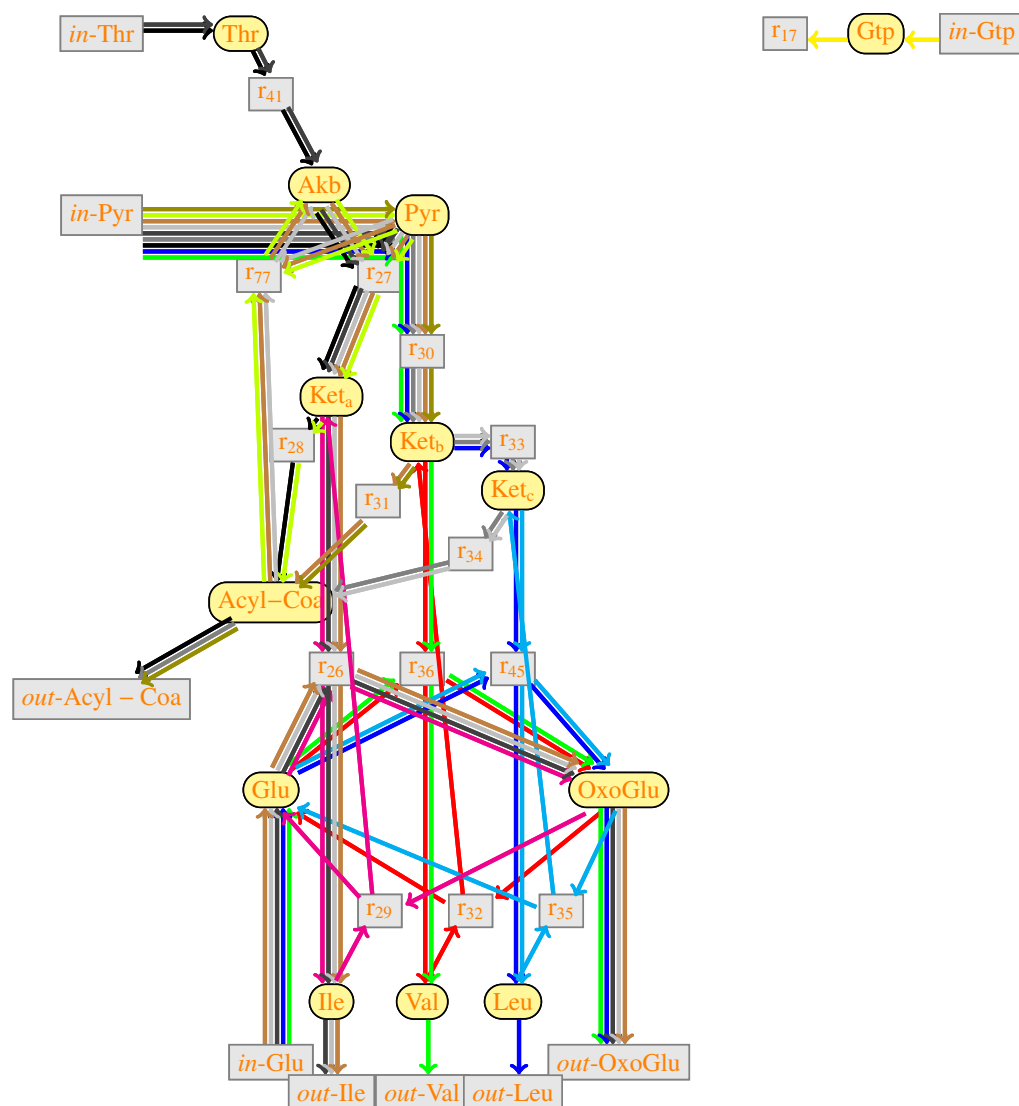 in-Thr
Thr
r17
Gtp
in-Gtp
r41
Akb
in-Pyr
Pyr
r77
r27
r30
Keta
r28
Ketb
r33
r31
Ketc
r34
Acyl−Coa
r26
r36
r45
out-Acyl − Coa
Glu
OxoGlu
r29
r32
r35
Ile
Val
Leu
in-Glu
out-OxoGlu
out-Ile
out-Val
out-Leu